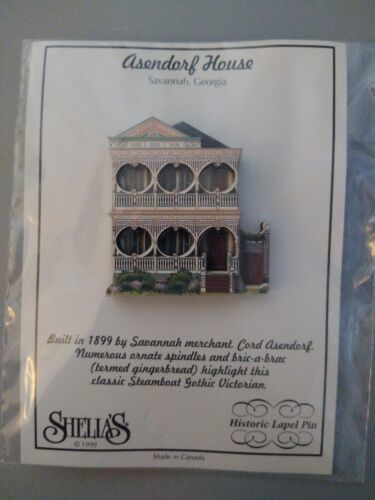 Asendorf House
Savannah, Georgia
Built in 1899 by Savannah merchant, Cord Asendorf.
Numerous ornate spindles and bric-a-brac
(termed gingerbread) highlight this
classic Steamboat Gothic Victorian.
SHELIA'S
© 1999
Historic Lapel Pin
Made in Canada